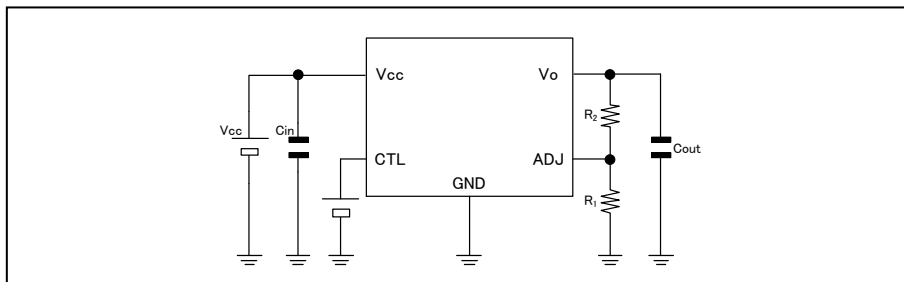 Vcc Vo
R₂
Vcc Cin
Cout
CTL ADJ
GND
R₁